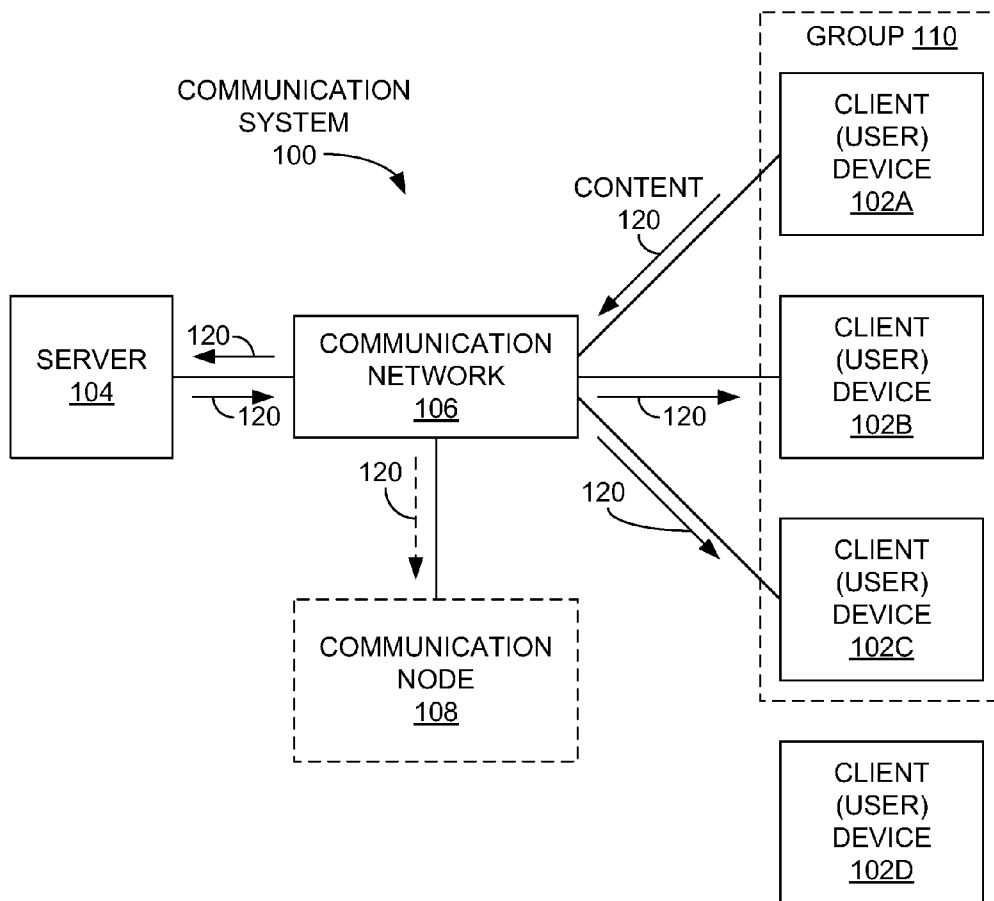 COMMUNICATION
SYSTEM
100
GROUP 110
CLIENT
(USER)
DEVICE
102A
CONTENT
120
SERVER
104
120
120
COMMUNICATION
NETWORK
106
120
CLIENT
(USER)
DEVICE
102B
120
120
COMMUNICATION
NODE
108
CLIENT
(USER)
DEVICE
102C
CLIENT
(USER)
DEVICE
102D